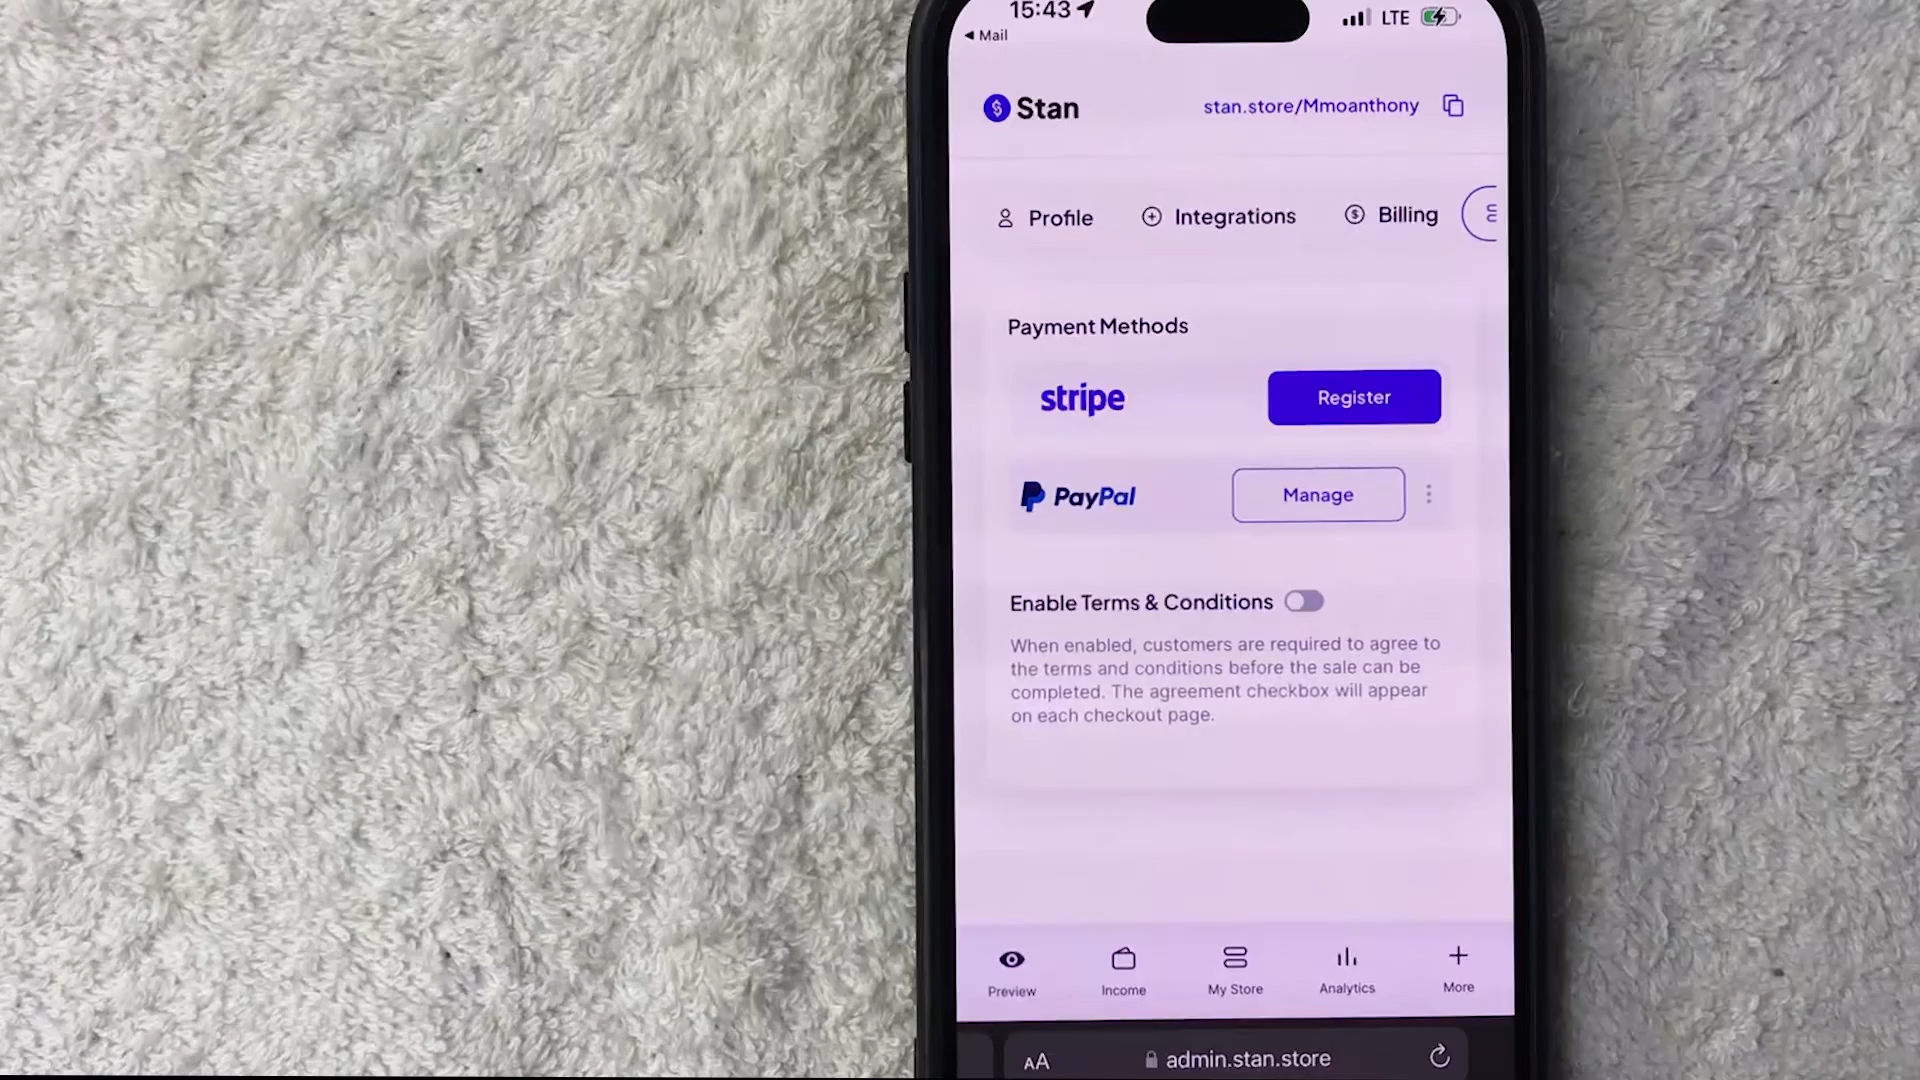 15:43
LTE
Mail
Stan
stan.store/Mmoanthony
Profile
Integrations
Billing
Payment Methods
stripe
Register
PayPal
Manage
Enable Terms & Conditions
When enabled, customers are required to agree to
the terms and conditions before the sale can be
completed. The agreement checkbox will appear
on each checkout page.
Preview
Income
My Store
Analytics
More
AA
admin.stan.store